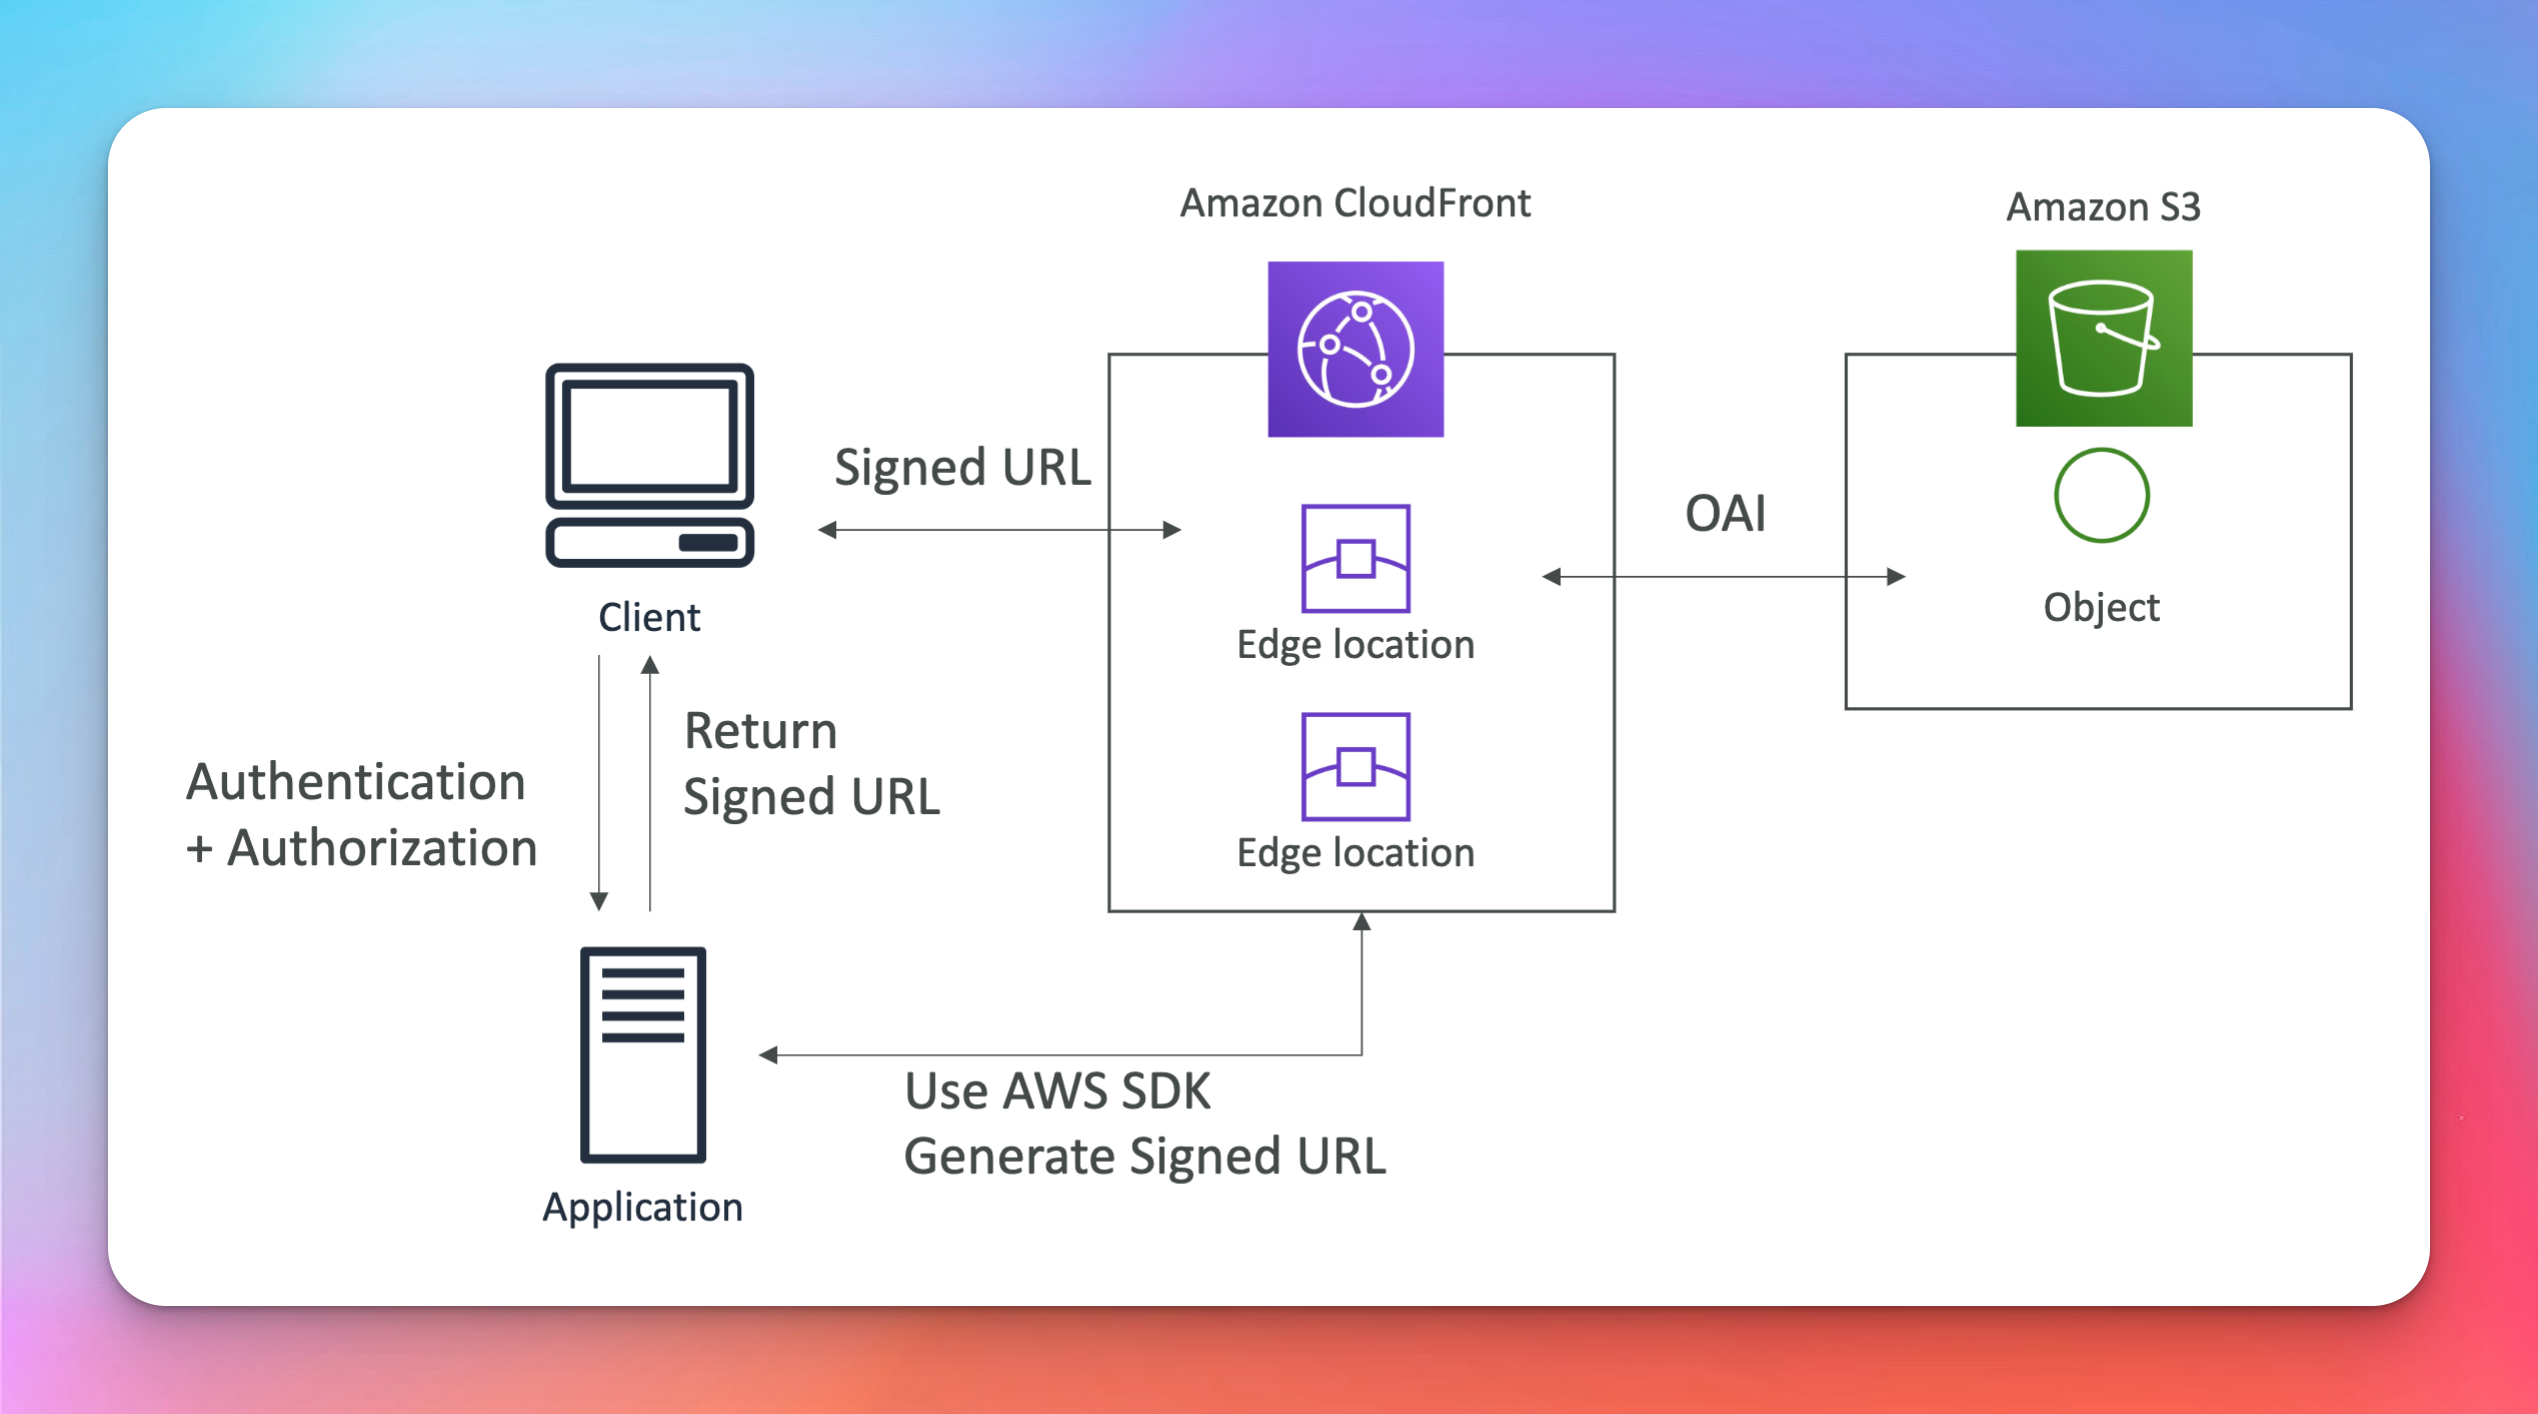 Amazon CloudFront
Amazon S3
Signed URL
OAI
Client
Edge location
Object
Return
Signed URL
Authentication
+ Authorization
Edge location
Use AWS SDK
Generate Signed URL
Application